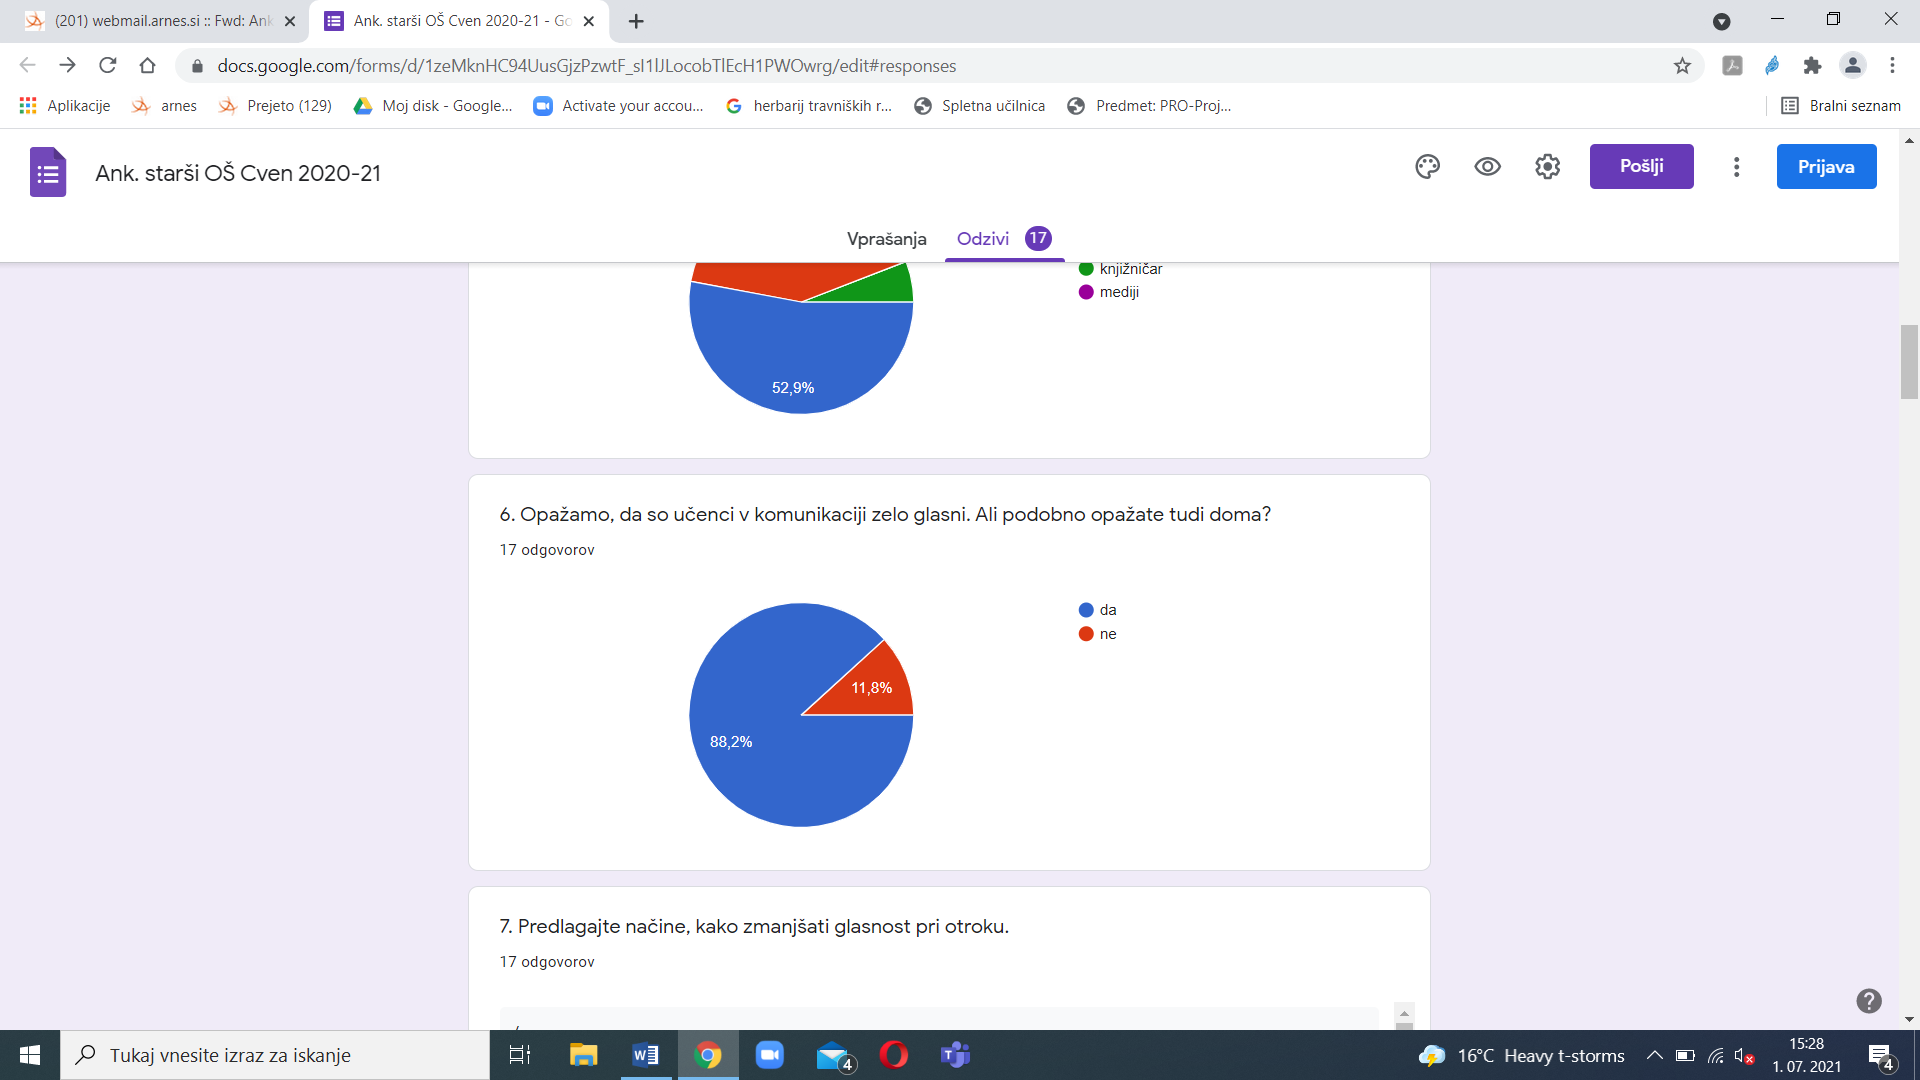 (201) webmail.arnes.si :: Fwd: Ank
Ank. starši OŠ Cven 2020-21 - Go
docs.google.com/forms/d/1zeMknHC94UusGjzPzwtF_sI1lJLocobTlEcH1PWOwrg/edit#responses
Aplikacije
arnes
Prejeto (129)
Moj disk - Google...
Activate your accou...
herbarij travniških r...
Spletna učilnica
Predmet: PRO-Proj...
Bralni seznam
Ank. starši OŠ Cven 2020-21
Pošlji
Prijava
Vprašanja
Odzivi 17
knjižničar
mediji
52,9%
6. Opažamo, da so učenci v komunikaciji zelo glasni. Ali podobno opažate tudi doma?
17 odgovorov
da
ne
11,8%
88,2%
7. Predlagajte načine, kako zmanjšati glasnost pri otroku.
17 odgovorov
Tukaj vnesite izraz za iskanje
4
16°C Heavy t-storms
15:28
1. 07. 2021
4